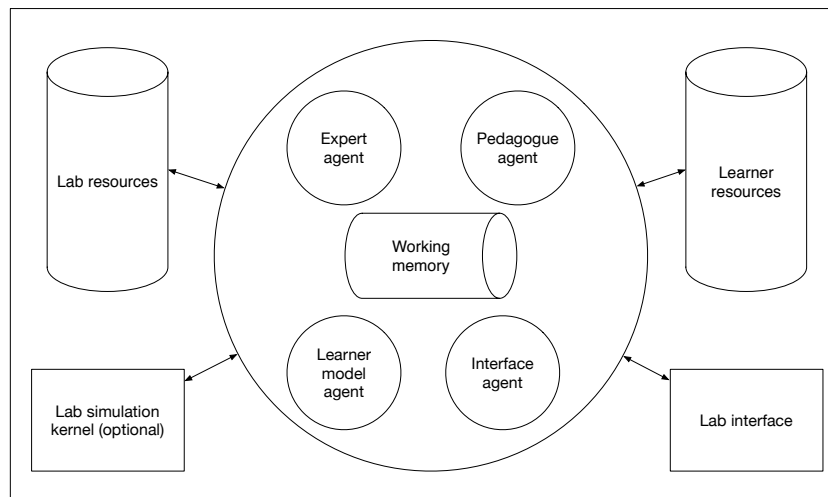 Expert
agent
Pedagogue
agent
Lab resources
Learner
resources
Working
memory
Learner
model
agent
Interface
agent
Lab simulation
kernel (optional)
Lab interface